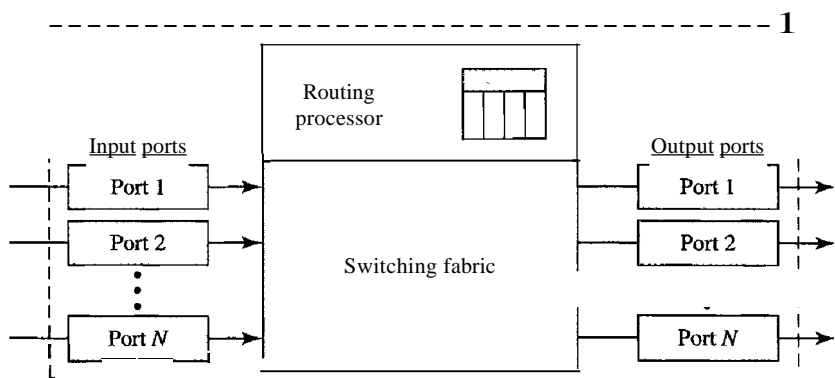 1
Routing
processor
Input ports
Output ports
Port 1
Port 1
Port 2
Port 2
Switching fabric
Port N
Port N